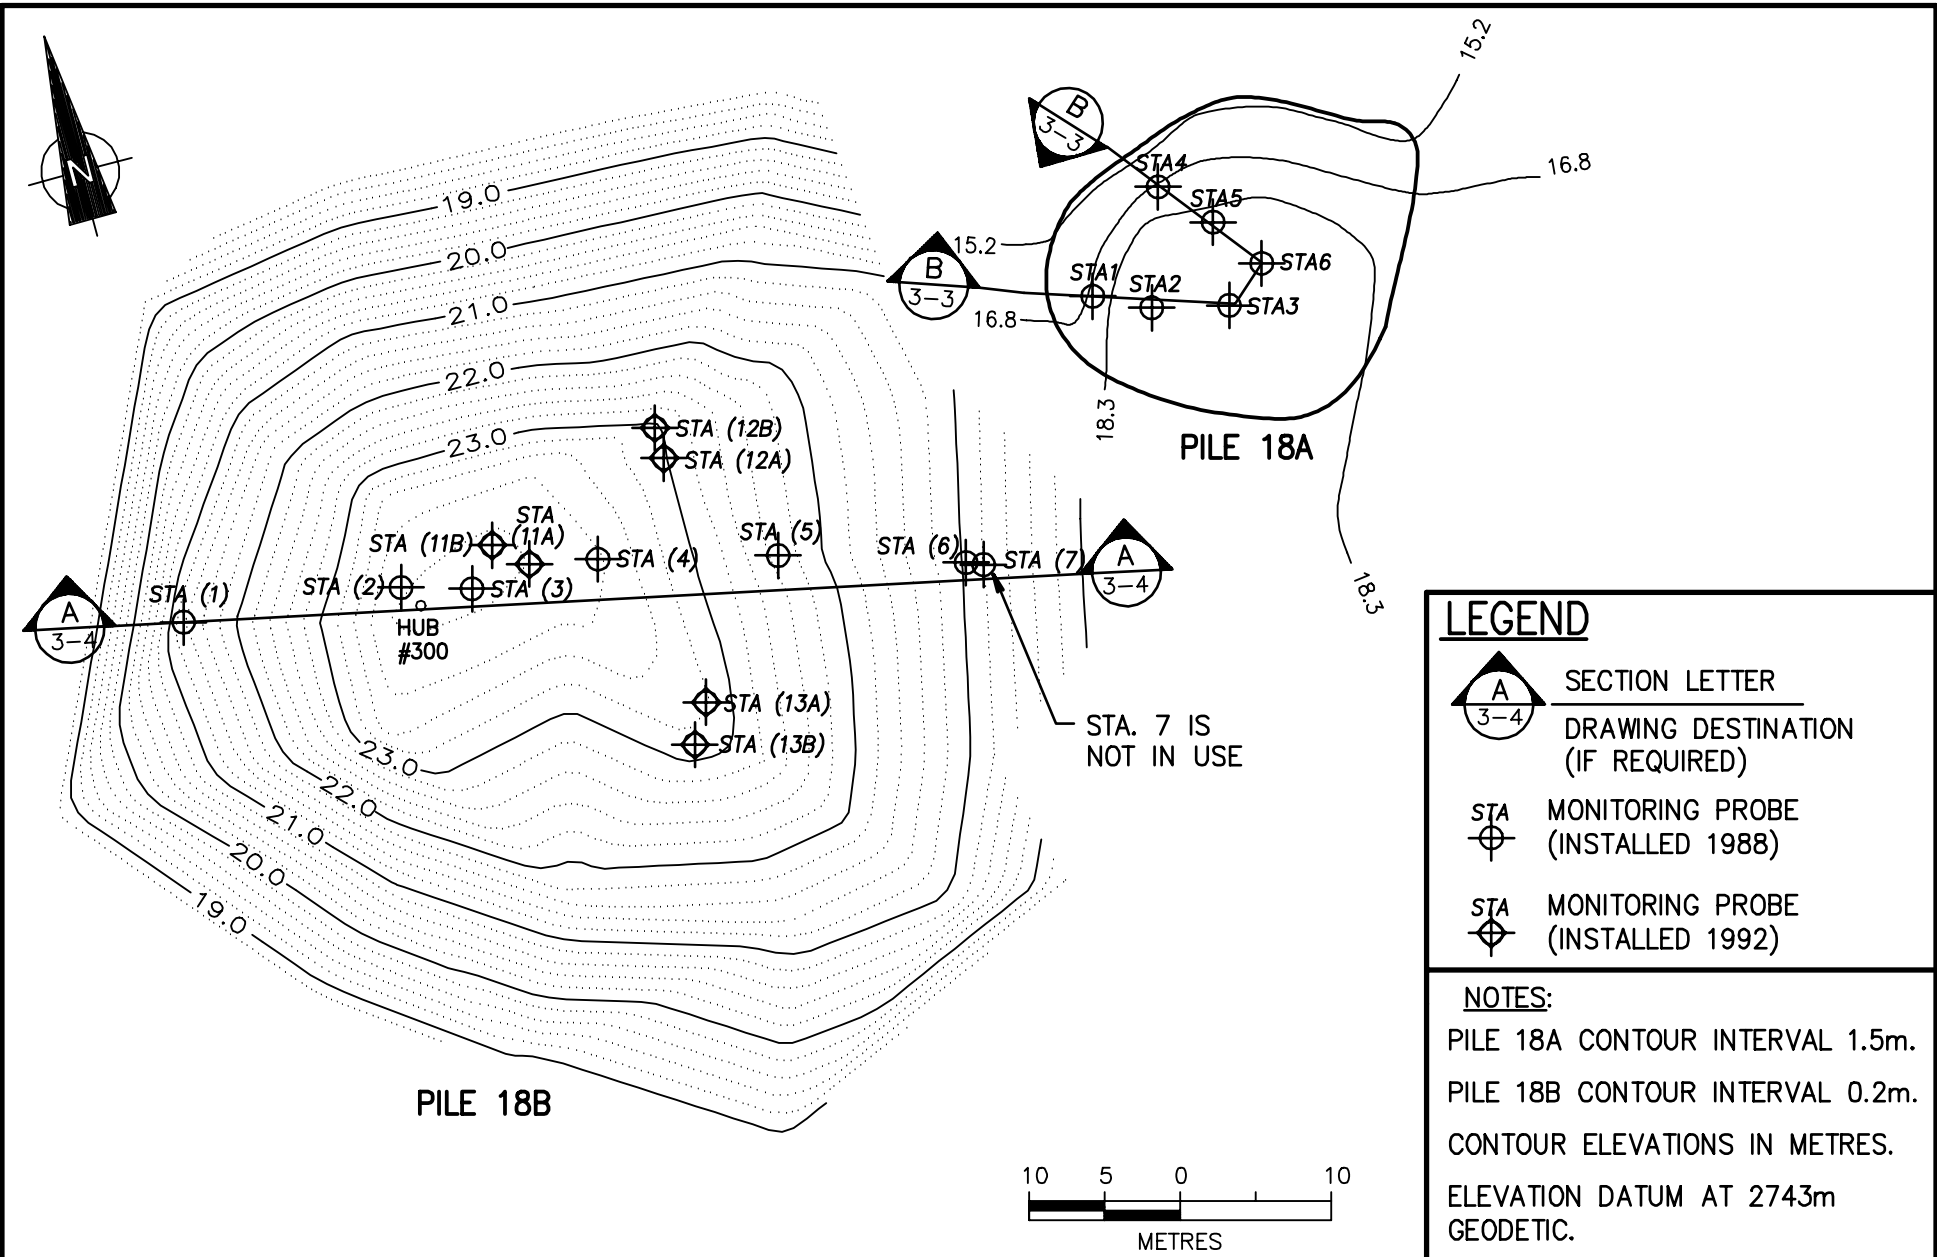 N
19.0
20.0
21.0
22.0
23.0
STA (12B)
STA (12A)
STA (11B)
STA
(11A)
STA (4)
STA (5)
STA (6)
STA (7)
STA (1)
STA (2)
STA (3)
HUB
#300
A
3-4
A
3-4
STA (13A)
STA (13B)
23.0
22.0
21.0
20.0
19.0
STA. 7 IS
NOT IN USE
PILE 18B
B
3-3
B
3-3
15.2
16.8
15.2
16.8
18.3
18.3
STA4
STA5
STA6
STA1
STA2
STA3
PILE 18A
10 5 0 10
METRES
LEGEND
A
3-4
SECTION LETTER
DRAWING DESTINATION
(IF REQUIRED)
STA
MONITORING PROBE
(INSTALLED 1988)
STA
MONITORING PROBE
(INSTALLED 1992)
NOTES:
PILE 18A CONTOUR INTERVAL 1.5m.
PILE 18B CONTOUR INTERVAL 0.2m.
CONTOUR ELEVATIONS IN METRES.
ELEVATION DATUM AT 2743m
GEODETIC.